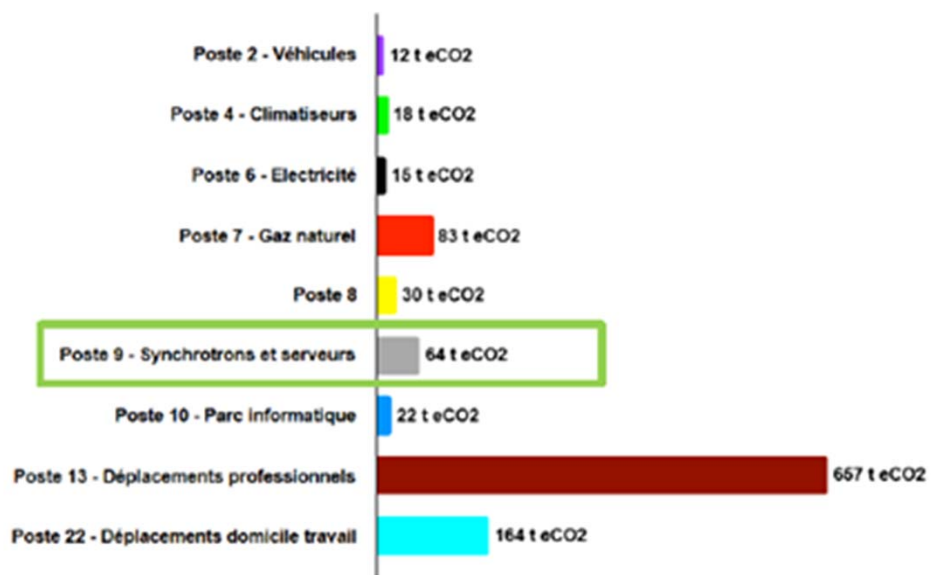 Poste 2 - Véhicules 12 t eCO2
Poste 4 - Climatiseurs 18 t eCO2
Poste 6 - Electricité 15 t eCO2
Poste 7 - Gaz naturel 83 t eCO2
Poste 8 30 t eCO2
Poste 9 - Synchrotrons et serveurs 64 t eCO2
Poste 10 - Parc informatique 22 t eCO2
Poste 13 - Déplacements professionnels 657 t eCO2
Poste 22 - Déplacements domicile travail 164 t eCO2